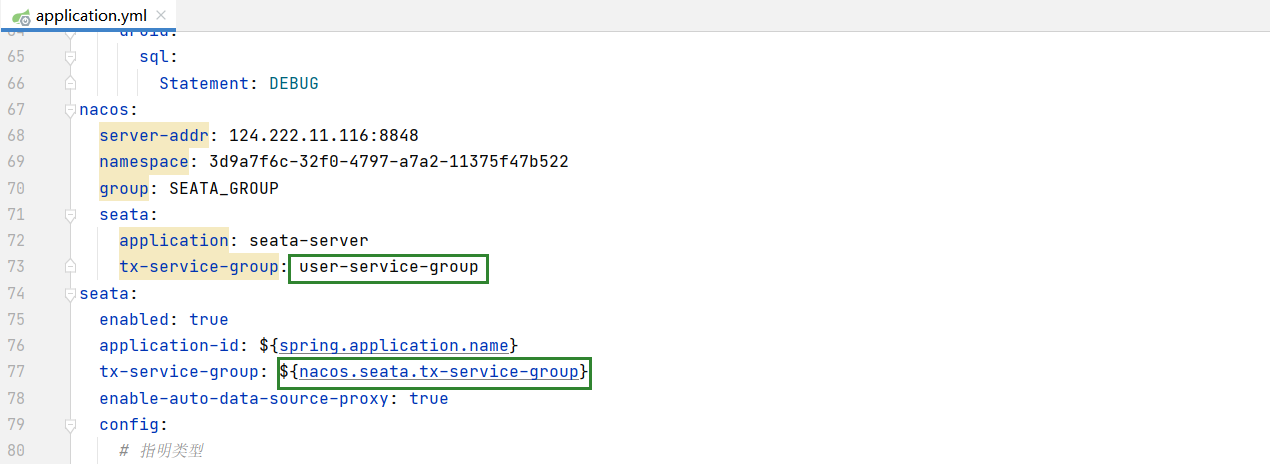 application.yml
64 druid:
65 sql:
66 Statement: DEBUG
67 nacos:
68 server-addr: 124.222.11.116:8848
69 namespace: 3d9a7f6c-32f0-4797-a7a2-11375f47b522
70 group: SEATA_GROUP
71 seata:
72 application: seata-server
73 tx-service-group: user-service-group
74 seata:
75 enabled: true
76 application-id: ${spring.application.name}
77 tx-service-group: ${nacos.seata.tx-service-group}
78 enable-auto-data-source-proxy: true
79 config:
80 # 指明类型